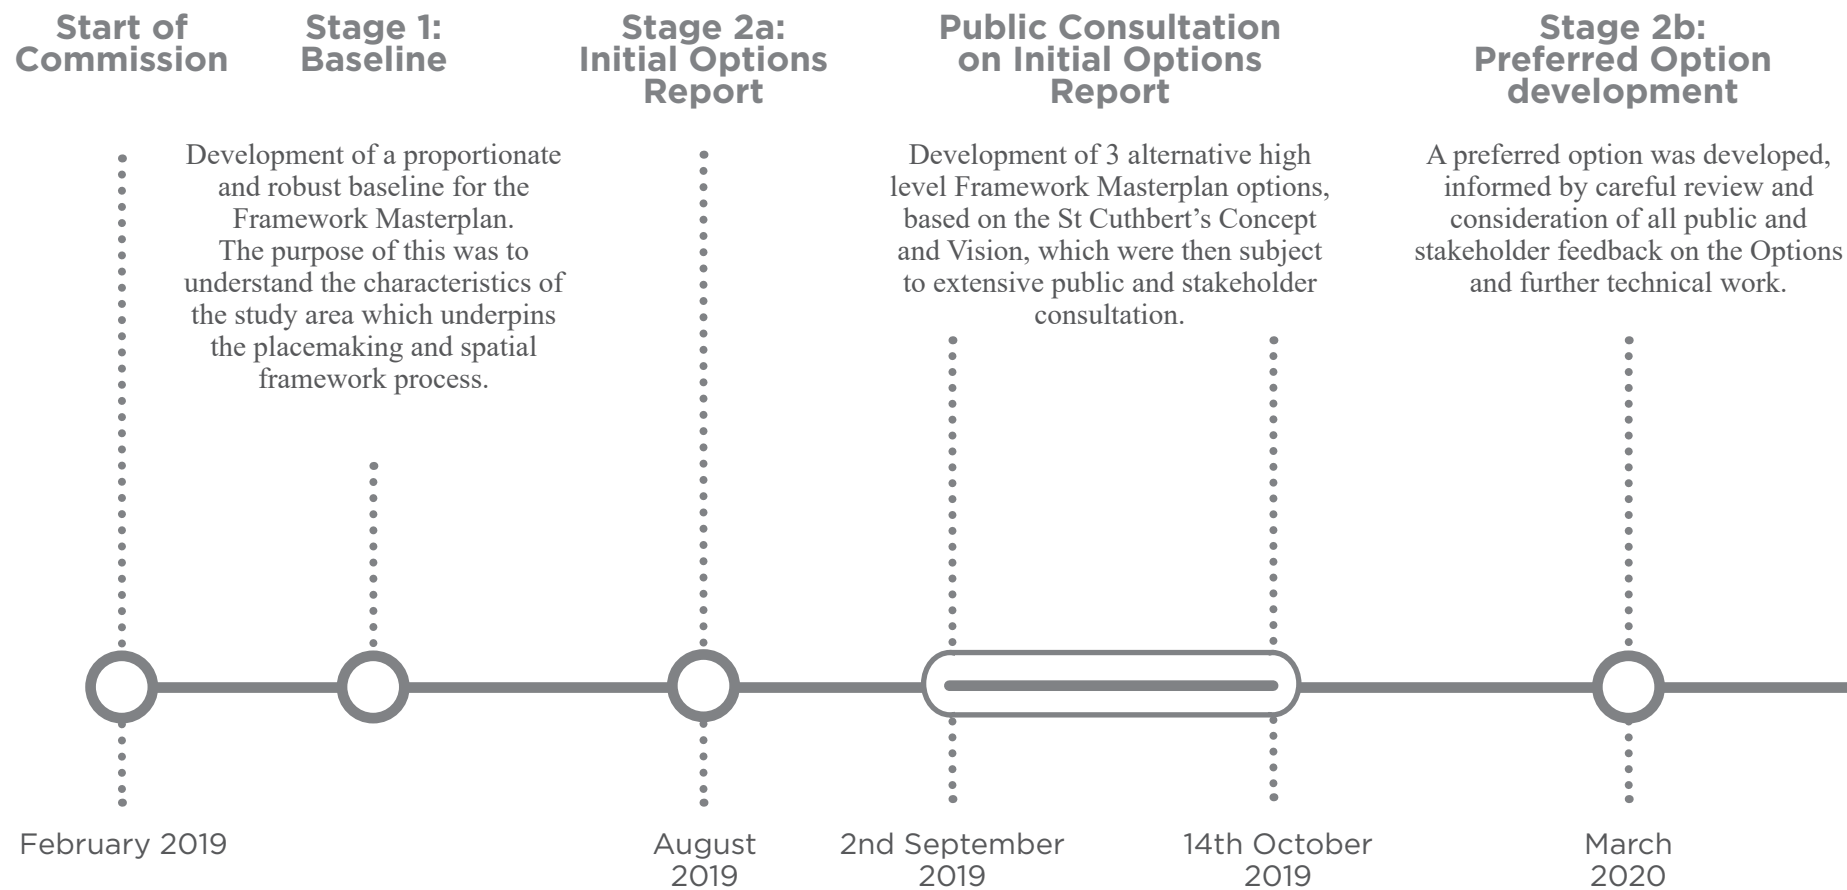 Start of
Commission
Stage 1:
Baseline
Development of a proportionate
and robust baseline for the
Framework Masterplan.
The purpose of this was to
understand the characteristics of
the study area which underpins
the placemaking and spatial
framework process.
Stage 2a:
Initial Options
Report
Public Consultation
on Initial Options
Report
Development of 3 alternative high
level Framework Masterplan options,
based on the St Cuthbert’s Concept
and Vision, which were then subject
to extensive public and stakeholder
consultation.
Stage 2b:
Preferred Option
development
A preferred option was developed,
informed by careful review and
consideration of all public and
stakeholder feedback on the Options
and further technical work.
February 2019
August
2019
2nd September
2019
14th October
2019
March
2020